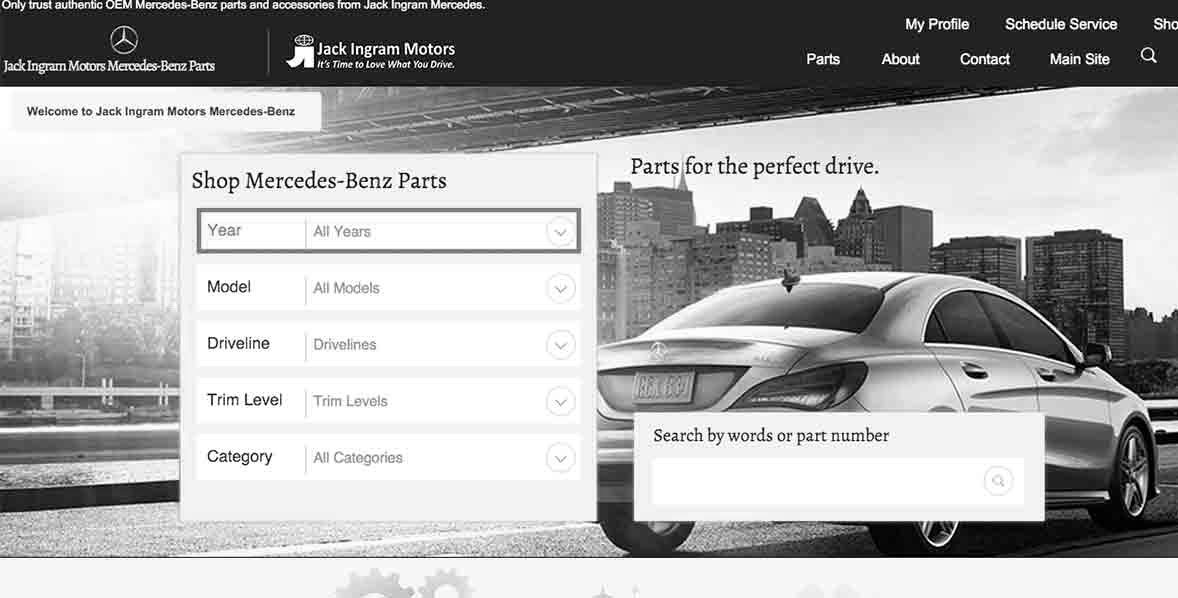 Only trust authentic OEM Mercedes-Benz parts and accessories from Jack Ingram Mercedes.
My Profile Schedule Service Sho
Jack Ingram Motors Mercedes-Benz Parts
Jack Ingram Motors
It's Time to Love What You Drive.
Parts About Contact Main Site
Welcome to Jack Ingram Motors Mercedes-Benz
Shop Mercedes-Benz Parts
Parts for the perfect drive.
Year All Years
Model All Models
Driveline Drivelines
Trim Level Trim Levels
Category All Categories
Search by words or part number